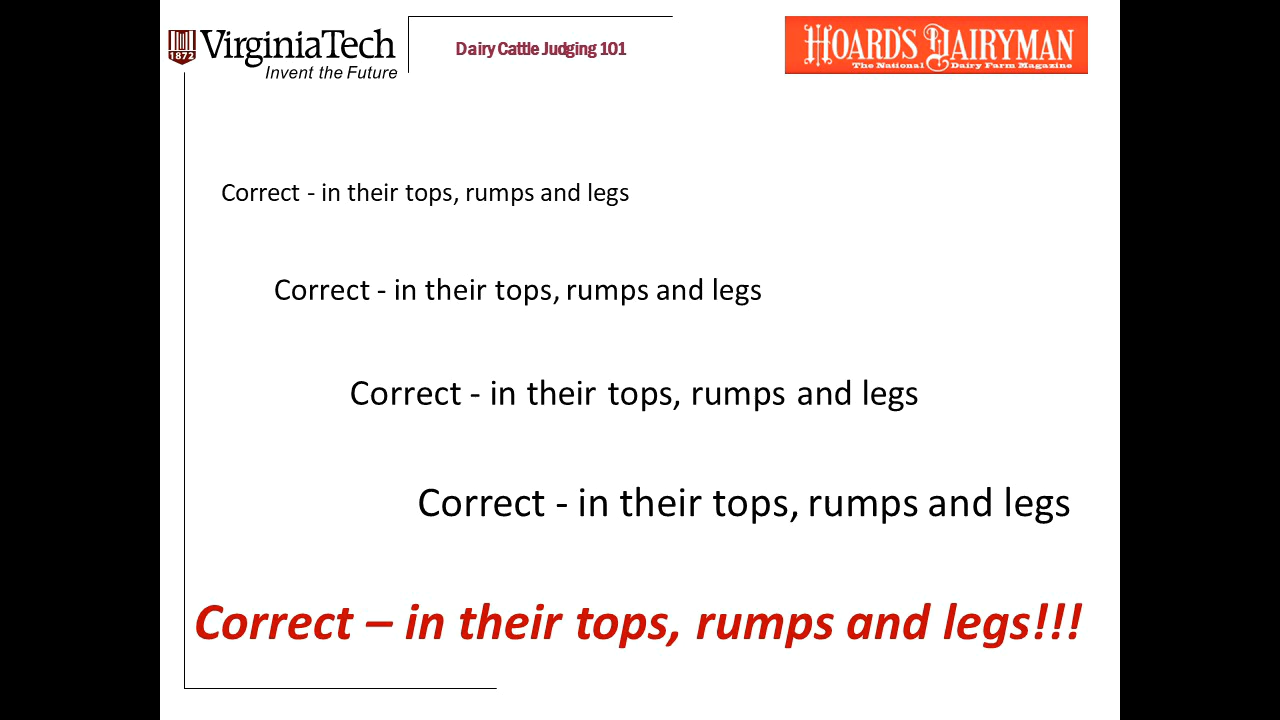 VirginiaTech
1872
Invent the Future
Dairy Cattle Judging 101
HOARD'S DAIRYMAN
The National Dairy Farm Magazine
Correct - in their tops, rumps and legs
Correct - in their tops, rumps and legs
Correct - in their tops, rumps and legs
Correct - in their tops, rumps and legs
Correct – in their tops, rumps and legs!!!